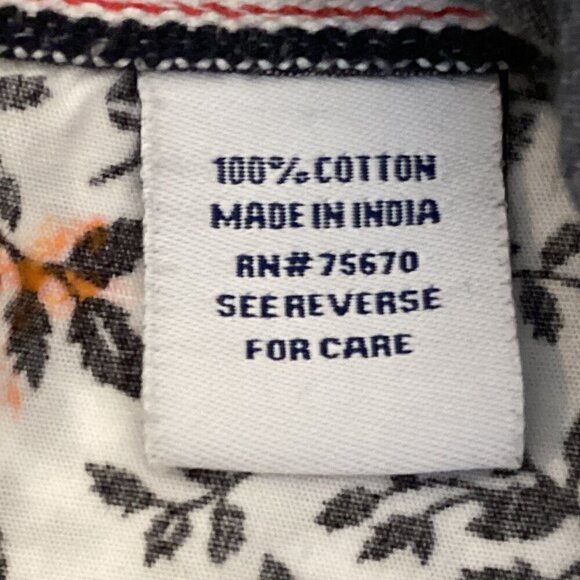 100% COTTON
MADE IN INDIA
RN# 75670
SEE REVERSE
FOR CARE